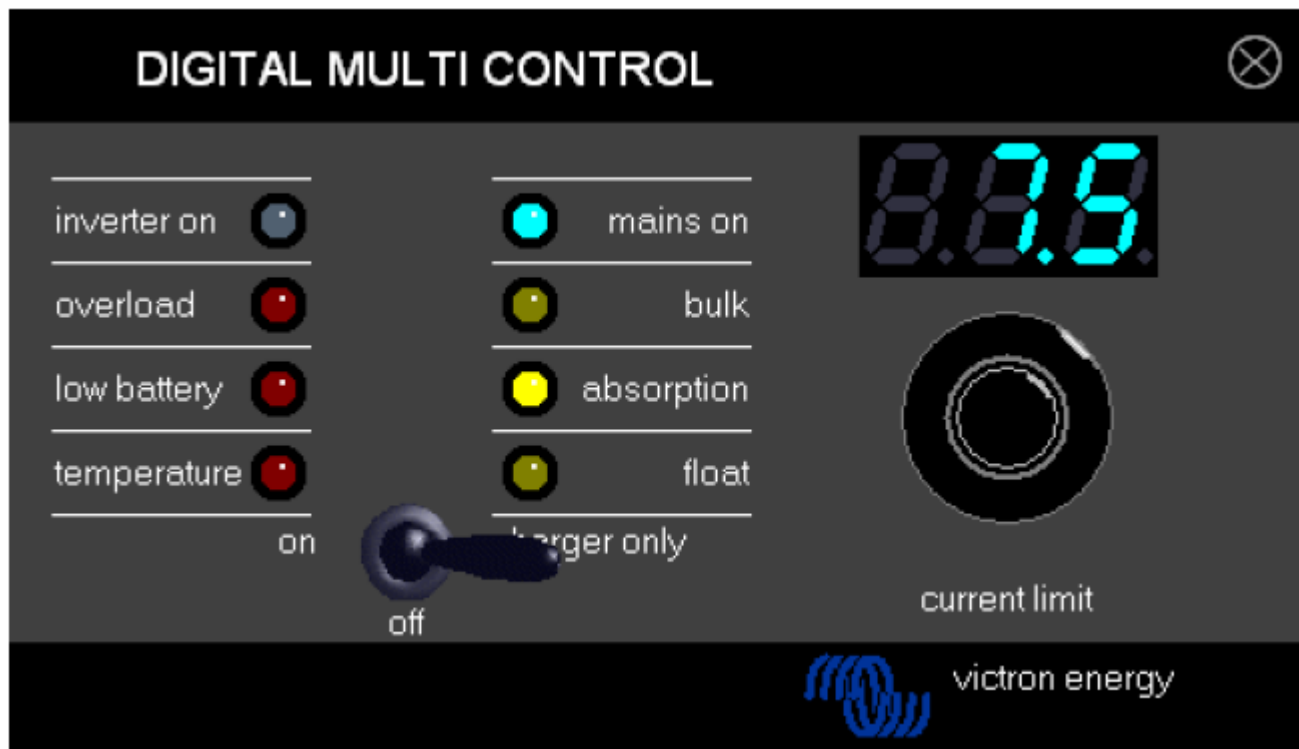 DIGITAL MULTI CONTROL
7.5
inverter on
mains on
overload
bulk
low battery
absorption
temperature
float
on
only
off
current limit
victron energy